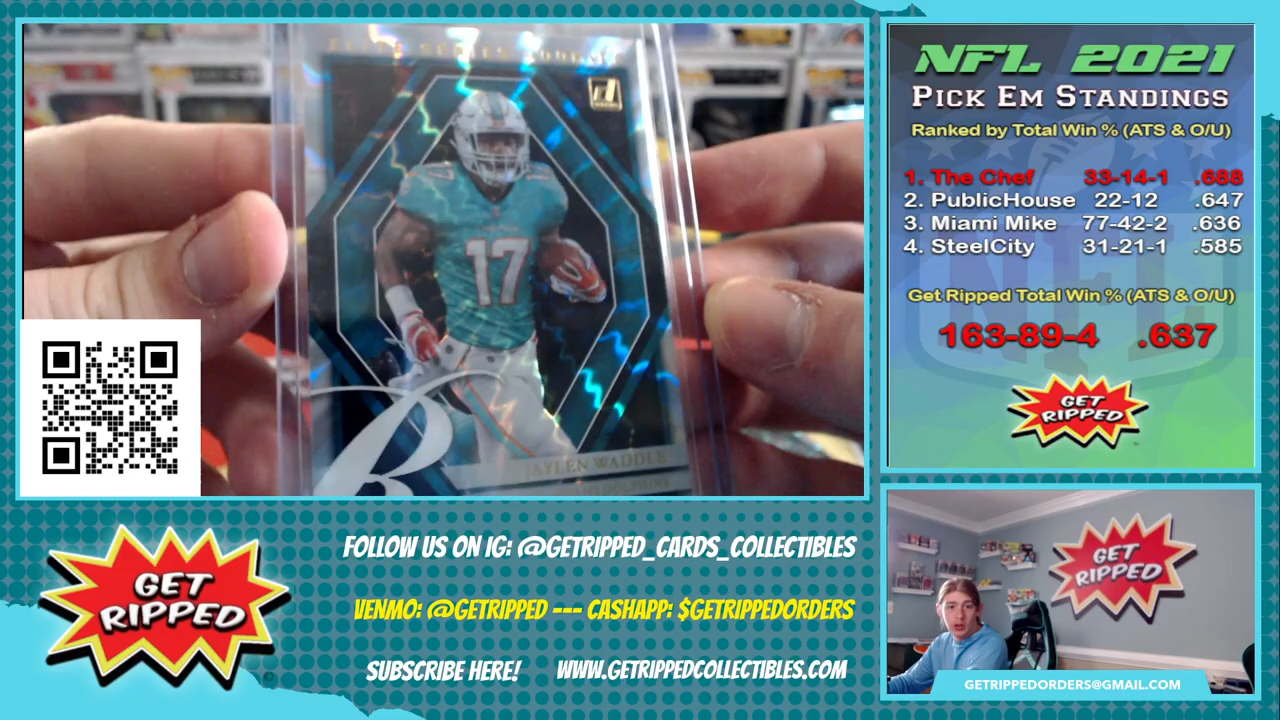 ELITE SERIES ROOKIES
17
R
JAYLEN WADDLE
NFL 2021
PICK EM STANDINGS
Ranked by Total Win % (ATS & O/U)
1. The Chef 33-14-1 .688
2. PublicHouse 22-12 .647
3. Miami Mike 77-42-2 .636
4. SteelCity 31-21-1 .585
Get Ripped Total Win % (ATS & O/U)
163-89-4 .637
GET
RIPPED
GET
RIPPED
FOLLOW US ON IG: @GETRIPPED_CARDS_COLLECTIBLES
VENMO: @GETRIPPED --- CASHAPP: $GETRIPPEDORDERS
SUBSCRIBE HERE! WWW.GETRIPPEDCOLLECTIBLES.COM
GET
RIPPED
GETRIPPEDORDERS@GMAIL.COM